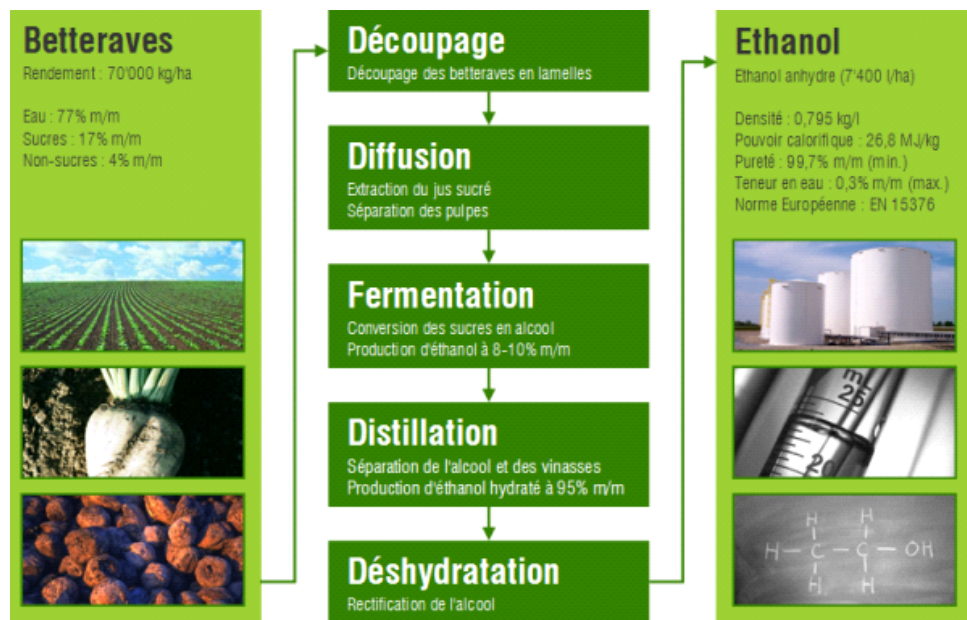 Betteraves
Rendement : 70'000 kg/ha
Eau : 77% m/m
Sucres : 17% m/m
Non-sucres : 4% m/m
Découpage
Découpage des betteraves en lamelles
Diffusion
Extraction du jus sucré
Séparation des pulpes
Fermentation
Conversion des sucres en alcool
Production d'éthanol à 8-10% m/m
Distillation
Séparation de l'alcool et des vinasses
Production d'éthanol hydraté à 95% m/m
Déshydratation
Rectification de l'alcool
Ethanol
Ethanol anhydre (7'400 l/ha)
Densité : 0,795 kg/l
Pouvoir calorifique : 26,8 MJ/kg
Pureté : 99,7% m/m (min.)
Teneur en eau : 0,3% m/m (max.)
Norme Européenne : EN 15376
mL
25
20
H H
H - C - C - OH
H H